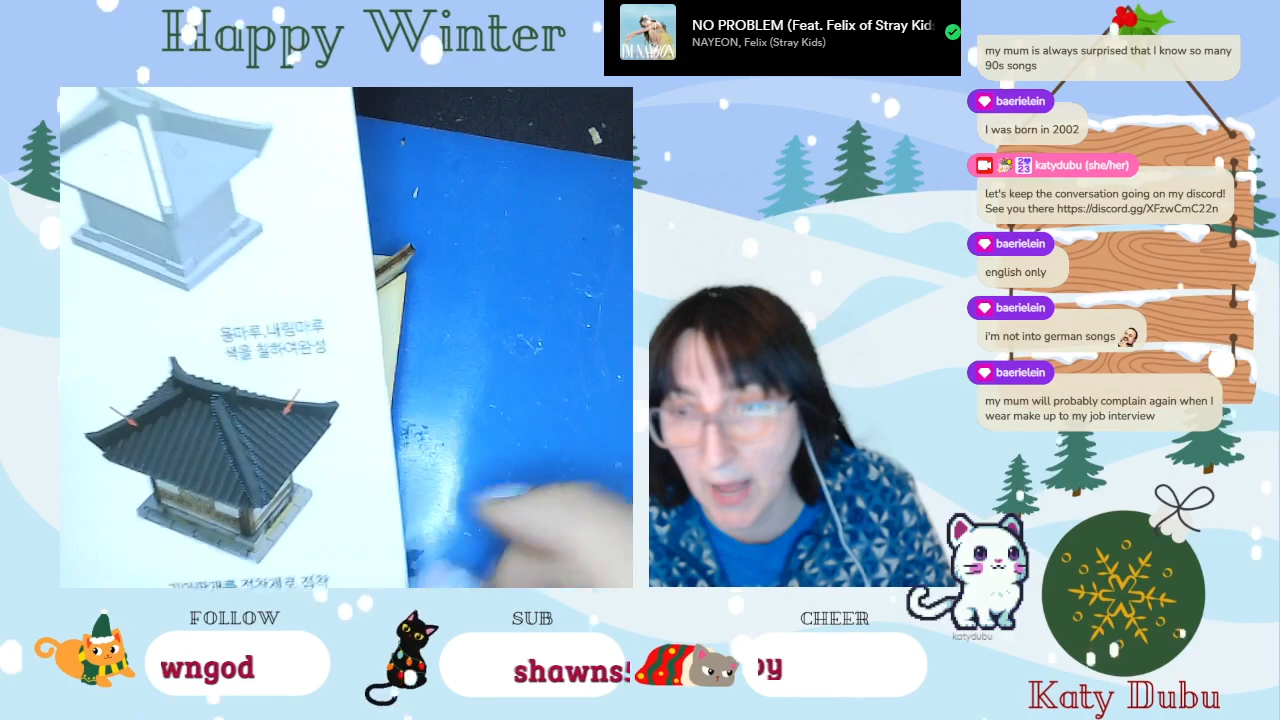 Happy Winter
NO PROBLEM (Feat. Felix of Stray Kid
NAYEON, Felix (Stray Kids)
I'M NAYEON
my mum is always surprised that I know so many
90s songs
baerielein
I was born in 2002
katydubu (she/her)
let's keep the conversation going on my discord!
See you there https://discord.gg/XFzwCmC22n
baerielein
english only
baerielein
i'm not into german songs
baerielein
my mum will probably complain again when I
wear make up to my job interview
용마루, 내림마루
색을 칠하여완성
katydubu
FOLLOW
wngod
SUB
shawns
CHEER
by
Katy Dubu